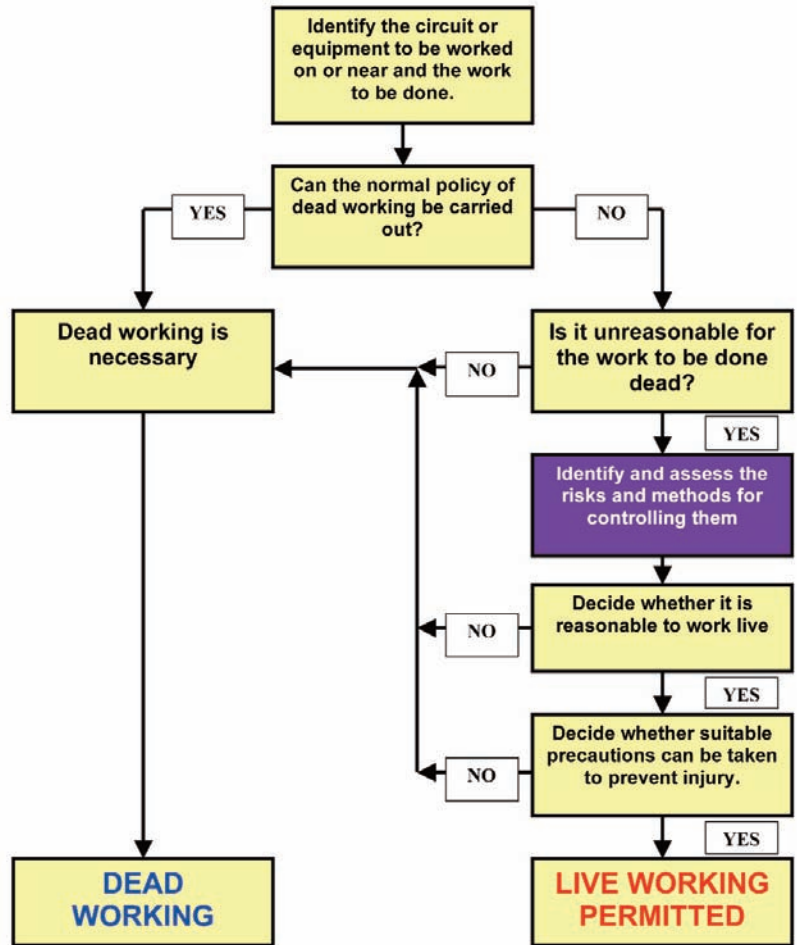 Identify the circuit or
equipment to be worked
on or near and the work
to be done.
Can the normal policy of
dead working be carried
out?
YES
NO
Dead working is
necessary
Is it unreasonable for
the work to be done
dead?
NO
YES
Identify and assess the
risks and methods for
controlling them
Decide whether it is
reasonable to work live
NO
YES
Decide whether suitable
precautions can be taken
to prevent injury.
NO
YES
DEAD
WORKING
LIVE WORKING
PERMITTED